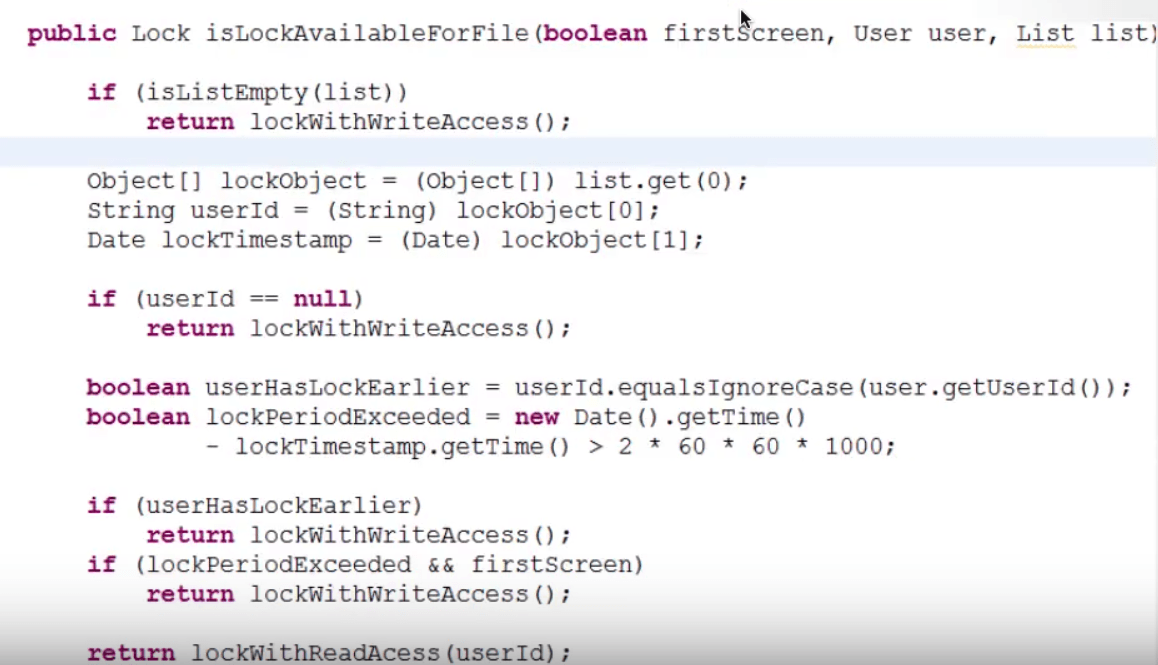 public Lock isLockAvailableForFile(boolean firstScreen, User user, List list)
if (isListEmpty(list))
return lockWithWriteAccess();
Object[] lockObject = (Object[]) list.get(0);
String userId = (String) lockObject[0];
Date lockTimestamp = (Date) lockObject[1];
if (userId == null)
return lockWithWriteAccess();
boolean userHasLockEarlier = userId.equalsIgnoreCase(user.getUserId());
boolean lockPeriodExceeded = new Date().getTime()
- lockTimestamp.getTime() > 2 * 60 * 60 * 1000;
if (userHasLockEarlier)
return lockWithWriteAccess();
if (lockPeriodExceeded && firstScreen)
return lockWithWriteAccess();
return lockWithReadAcess(userId);